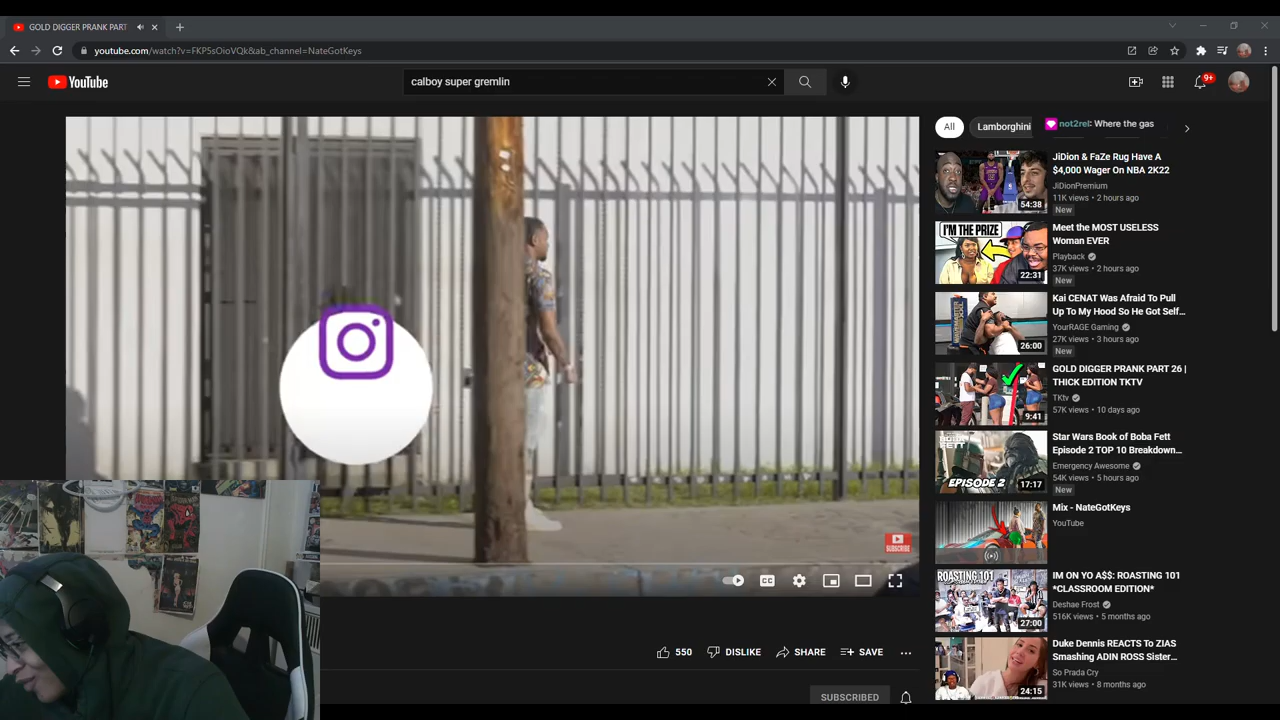 GOLD DIGGER PRANK PART
youtube.com/watch?v=FKP5sOioVQk&ab_channel=NateGotKeys
YouTube
calboy super gremlin
9+
All
Lamborghini
not2rel: Where the gas
JiDion & FaZe Rug Have A
$4,000 Wager On NBA 2K22
JiDionPremium
11K views • 2 hours ago
New
54:38
I'M THE PRIZE
22:31
Meet the MOST USELESS
Woman EVER
Playback
37K views • 2 hours ago
New
26:00
Kai CENAT Was Afraid To Pull
Up To My Hood So He Got Self...
YourRAGE Gaming
27K views • 3 hours ago
New
9:41
GOLD DIGGER PRANK PART 26 |
THICK EDITION TKTV
TKtv
57K views • 10 days ago
EPISODE 2
17:17
Star Wars Book of Boba Fett
Episode 2 TOP 10 Breakdown...
Emergency Awesome
54K views • 5 hours ago
New
Mix - NateGotKeys
YouTube
ROASTING 101
27:00
IM ON YO A$$: ROASTING 101
*CLASSROOM EDITION*
Deshae Frost
516K views • 5 months ago
24:15
Duke Dennis REACTS To ZIAS
Smashing ADIN ROSS Sister...
So Prada Cry
31K views • 8 months ago
SUBSCRIBE
CC
550
DISLIKE
SHARE
SAVE
SUBSCRIBED